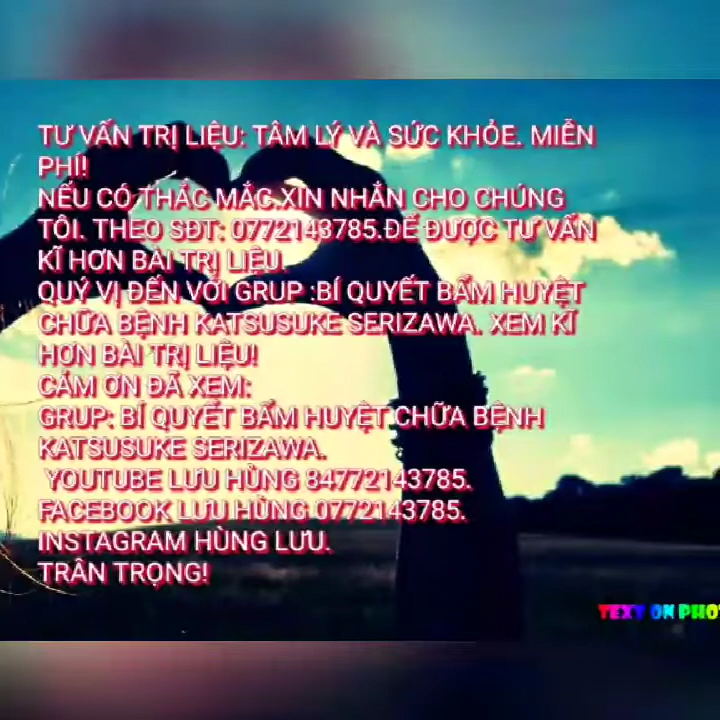 TƯ VẤN TRỊ LIỆU: TÂM LÝ VÀ SỨC KHỎE. MIỄN
PHÍ!
NẾU CÓ THẮC MẮC.XIN NHẮN CHO CHÚNG
TÔI. THEO SĐT: 0772143785.ĐỂ ĐƯỢC TƯ VẤN
KĨ HƠN BÀI TRỊ LIỆU.
QUÝ VỊ ĐẾN VỚI GRUP :BÍ QUYẾT BẤM HUYỆT
CHỮA BỆNH KATSUSUKE SERIZAWA. XEM KĨ
HƠN BÀI TRỊ LIỆU!
CẢM ƠN ĐÃ XEM:
GRUP: BÍ QUYẾT BẤM HUYỆT CHỮA BỆNH
KATSUSUKE SERIZAWA.
YOUTUBE LƯU HÙNG 84772143785.
FACEBOOK LƯU HÙNG 0772143785.
INSTAGRAM HÙNG LƯU.
TRÂN TRỌNG!
TEXT ON PHO